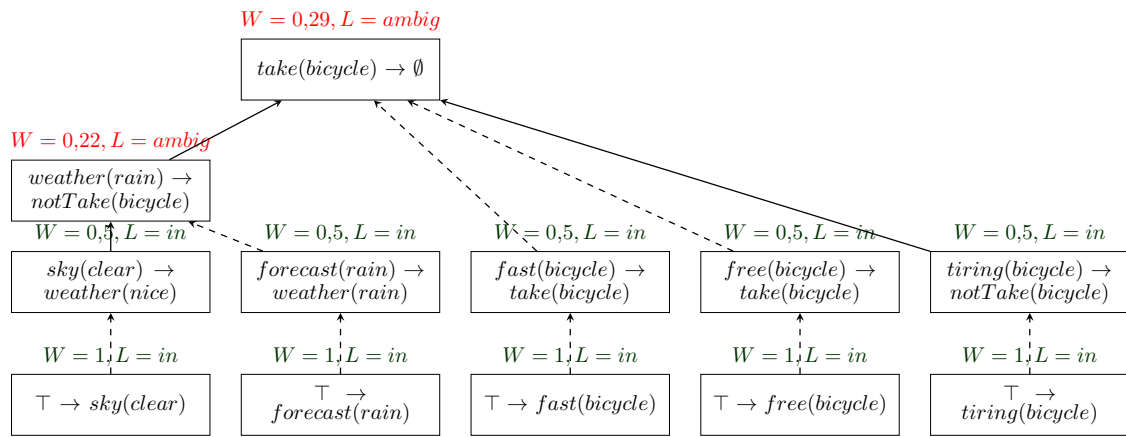 W = 0,29, L = ambig
take(bicycle) → ∅
W = 0,22, L = ambig
weather(rain) →
notTake(bicycle)
W = 0,5, L = in
sky(clear) →
weather(nice)
W = 0,5, L = in
forecast(rain) →
weather(rain)
W = 0,5, L = in
fast(bicycle) →
take(bicycle)
W = 0,5, L = in
free(bicycle) →
take(bicycle)
W = 0,5, L = in
tiring(bicycle) →
notTake(bicycle)
W = 1, L = in
⊤ → sky(clear)
W = 1, L = in
⊤ →
forecast(rain)
W = 1, L = in
⊤ → fast(bicycle)
W = 1, L = in
⊤ → free(bicycle)
W = 1, L = in
⊤ →
tiring(bicycle)